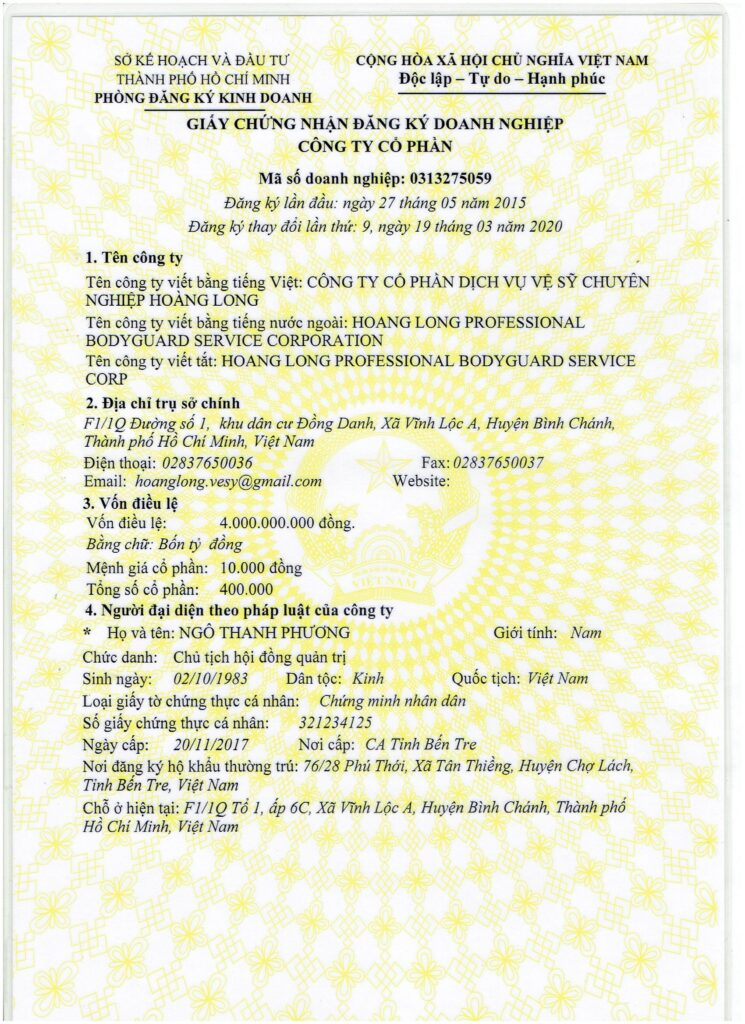 SỞ KẾ HOẠCH VÀ ĐẦU TƯ
THÀNH PHỐ HỒ CHÍ MINH
PHÒNG ĐĂNG KÝ KINH DOANH
CỘNG HÒA XÃ HỘI CHỦ NGHĨA VIỆT NAM
Độc lập – Tự do – Hạnh phúc
GIẤY CHỨNG NHẬN ĐĂNG KÝ DOANH NGHIỆP
CÔNG TY CỔ PHẦN
Mã số doanh nghiệp: 0313275059
Đăng ký lần đầu: ngày 27 tháng 05 năm 2015
Đăng ký thay đổi lần thứ: 9, ngày 19 tháng 03 năm 2020
1. Tên công ty
Tên công ty viết bằng tiếng Việt: CÔNG TY CỔ PHẦN DỊCH VỤ VỆ SỸ CHUYÊN
NGHIỆP HOÀNG LONG
Tên công ty viết bằng tiếng nước ngoài: HOANG LONG PROFESSIONAL
BODYGUARD SERVICE CORPORATION
Tên công ty viết tắt: HOANG LONG PROFESSIONAL BODYGUARD SERVICE
CORP
2. Địa chỉ trụ sở chính
F1/1Q Đường số 1, khu dân cư Đồng Danh, Xã Vĩnh Lộc A, Huyện Bình Chánh,
Thành phố Hồ Chí Minh, Việt Nam
Điện thoại: 02837650036 Fax: 02837650037
Email: hoanglong.vesy@gmail.com Website:
3. Vốn điều lệ
Vốn điều lệ: 4.000.000.000 đồng.
Bằng chữ: Bốn tỷ đồng
Mệnh giá cổ phần: 10.000 đồng
Tổng số cổ phần: 400.000
4. Người đại diện theo pháp luật của công ty
* Họ và tên: NGÔ THANH PHƯƠNG Giới tính: Nam
Chức danh: Chủ tịch hội đồng quản trị
Sinh ngày: 02/10/1983 Dân tộc: Kinh Quốc tịch: Việt Nam
Loại giấy tờ chứng thực cá nhân: Chứng minh nhân dân
Số giấy chứng thực cá nhân: 321234125
Ngày cấp: 20/11/2017 Nơi cấp: CA Tỉnh Bến Tre
Nơi đăng ký hộ khẩu thường trú: 76/28 Phú Thới, Xã Tân Thiềng, Huyện Chợ Lách,
Tỉnh Bến Tre, Việt Nam
Chỗ ở hiện tại: F1/1Q Tổ 1, ấp 6C, Xã Vĩnh Lộc A, Huyện Bình Chánh, Thành phố
Hồ Chí Minh, Việt Nam
VIỆT NAM